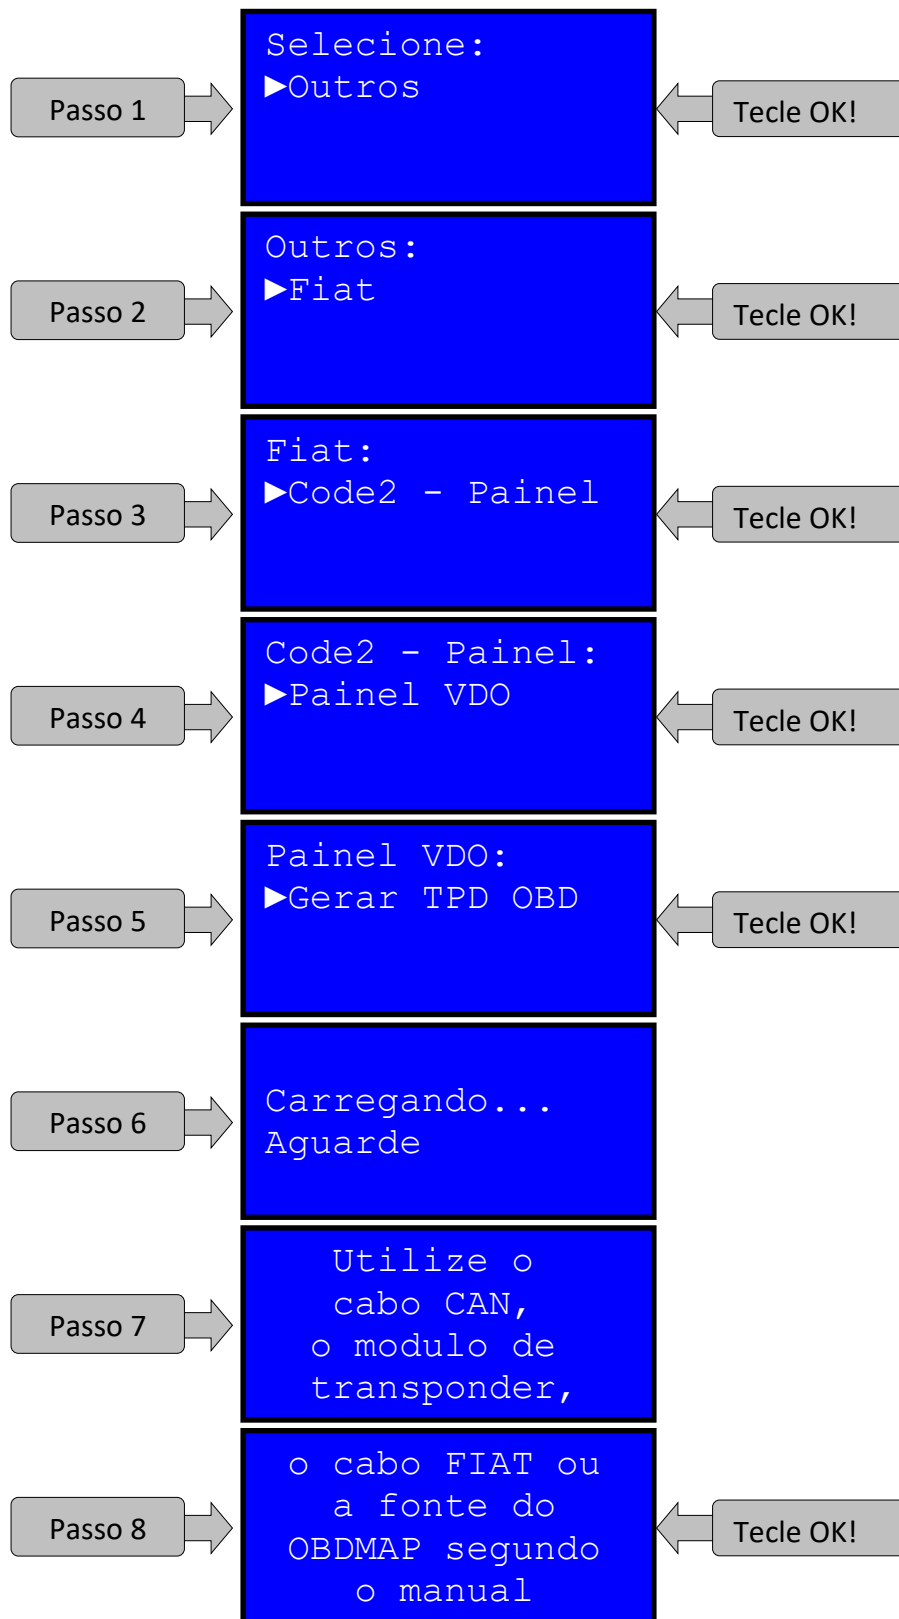 Passo 1
Selecione:
►Outros
Tecle OK!
Passo 2
Outros:
►Fiat
Tecle OK!
Passo 3
Fiat:
►Code2 - Painel
Tecle OK!
Passo 4
Code2 - Painel:
►Painel VDO
Tecle OK!
Passo 5
Painel VDO:
►Gerar TPD OBD
Tecle OK!
Passo 6
Carregando...
Aguarde
Passo 7
Utilize o
cabo CAN,
o modulo de
transponder,
Passo 8
o cabo FIAT ou
a fonte do
OBDMAP segundo
o manual
Tecle OK!